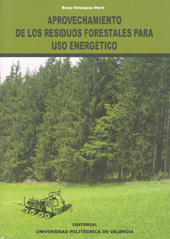 Borja Velázquez Martí
APROVECHAMIENTO
DE LOS RESIDUOS FORESTALES PARA
USO ENERGÉTICO
EDITORIAL
UNIVERSIDAD POLITÉCNICA DE VALENCIA